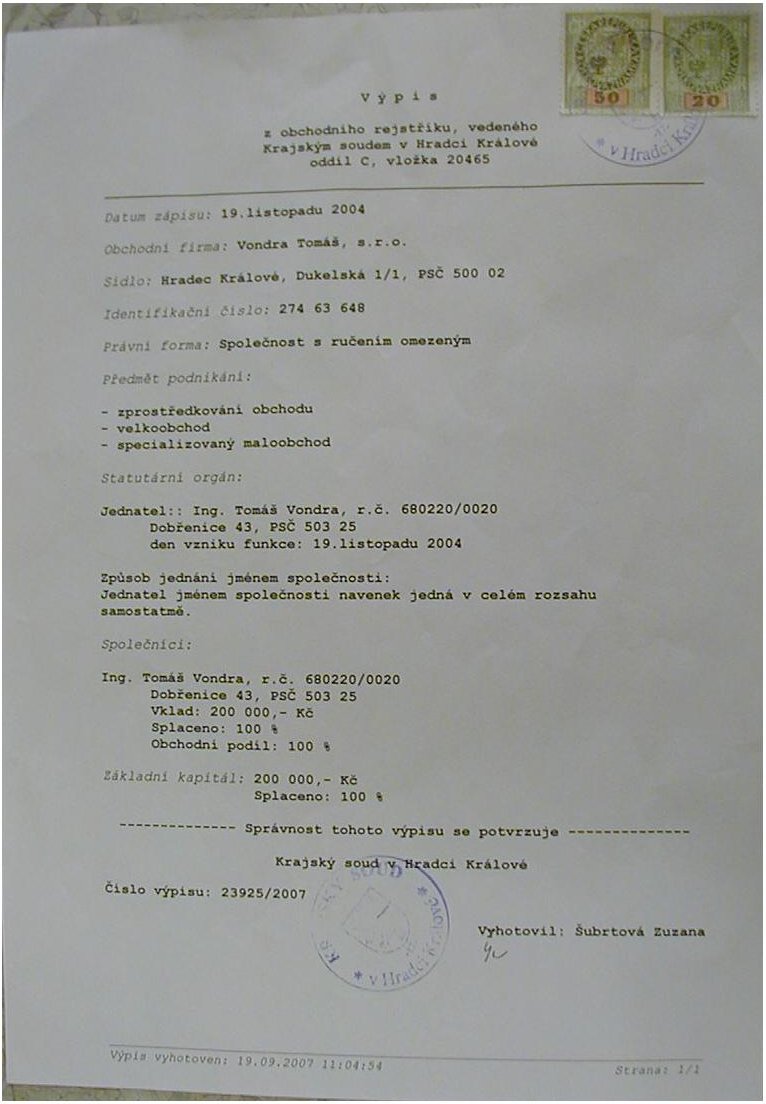 50 20
V ý p i s
z obchodního rejstříku, vedeného
Krajským soudem v Hradci Králové
oddíl C, vložka 20465
* v Hradci Krá
Datum zápisu: 19.listopadu 2004
Obchodní firma: Vondra Tomáš, s.r.o.
Sídlo: Hradec Králové, Dukelská 1/1, PSČ 500 02
Identifikační číslo: 274 63 648
Právní forma: Společnost s ručením omezeným
Předmět podnikání:
- zprostředkování obchodu
- velkoobchod
- specializovaný maloobchod
Statutární orgán:
Jednatel:: Ing. Tomáš Vondra, r.č. 680220/0020
Dobřenice 43, PSČ 503 25
den vzniku funkce: 19.listopadu 2004
Způsob jednání jménem společnosti:
Jednatel jménem společnosti navenek jedná v celém rozsahu
samostatmě.
Společníci:
Ing. Tomáš Vondra, r.č. 680220/0020
Dobřenice 43, PSČ 503 25
Vklad: 200 000,- Kč
Splaceno: 100 %
Obchodní podíl: 100 %
Základní kapitál: 200 000,- Kč
Splaceno: 100 %
-------------- Správnost tohoto výpisu se potvrzuje --------------
Krajský soud v Hradci Králové
Číslo výpisu: 23925/2007
SOUD * v Hradci
Vyhotovil: Šubrtová Zuzana
Výpis vyhotoven: 19.09.2007 11:04:54
Strana: 1/1